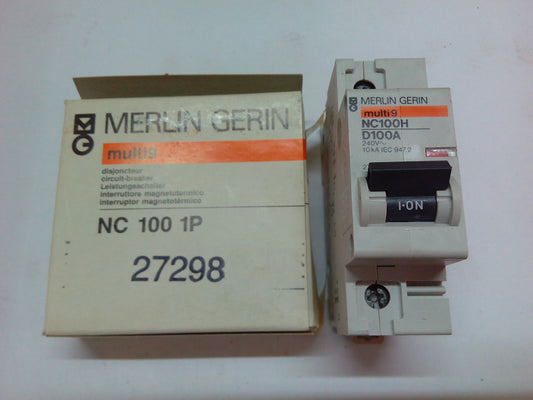 MERLIN GERIN
multi9
disjoncteur
circuit-breaker
Leistungsschalter
interruttore magnetotermico
interruptor magnetotérmico
NC 100 1P
27298
MERLIN GERIN
multi9
NC100H
D100A
240V~
10kA IEC 947.2
I·ON